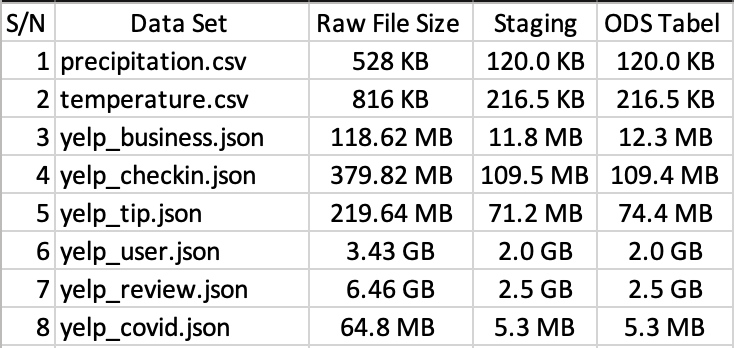 S/N Data Set Raw File Size Staging ODS Tabel
1 precipitation.csv 528 KB 120.0 KB 120.0 KB
2 temperature.csv 816 KB 216.5 KB 216.5 KB
3 yelp_business.json 118.62 MB 11.8 MB 12.3 MB
4 yelp_checkin.json 379.82 MB 109.5 MB 109.4 MB
5 yelp_tip.json 219.64 MB 71.2 MB 74.4 MB
6 yelp_user.json 3.43 GB 2.0 GB 2.0 GB
7 yelp_review.json 6.46 GB 2.5 GB 2.5 GB
8 yelp_covid.json 64.8 MB 5.3 MB 5.3 MB